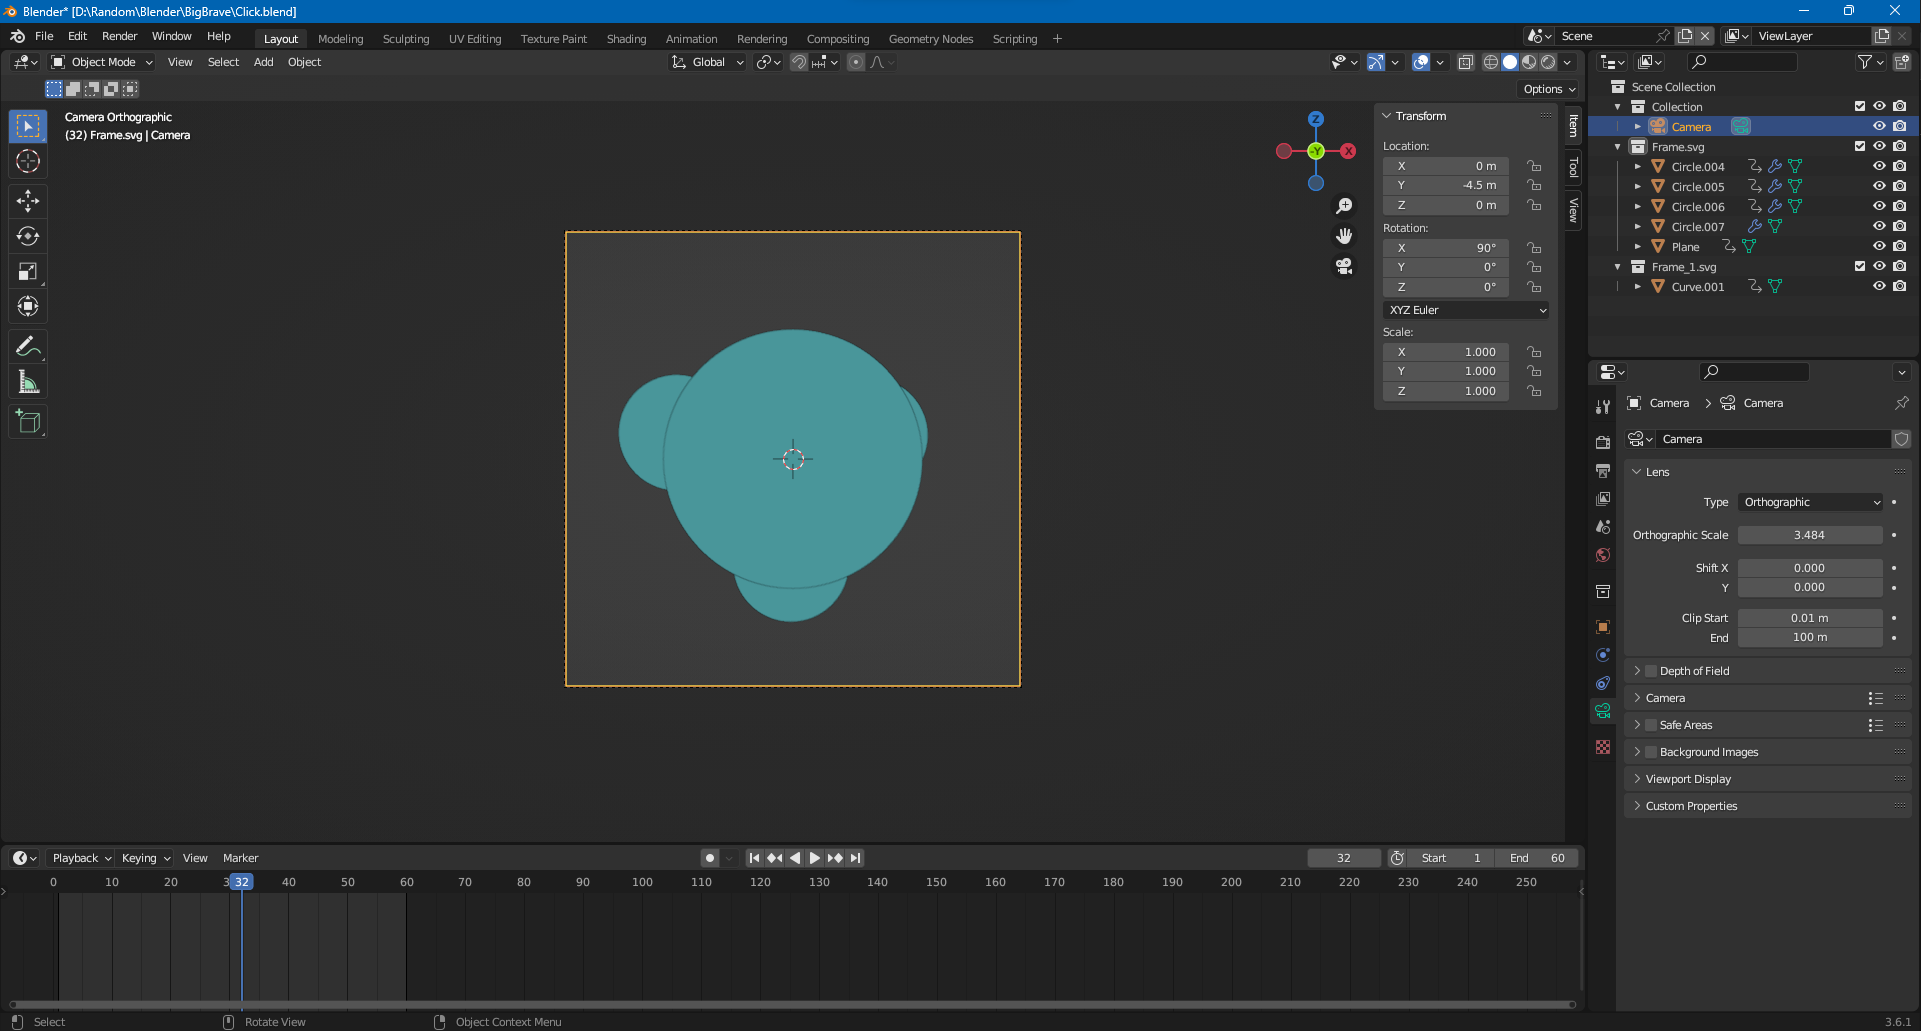 Blender* [D:\Random\Blender\BigBrave\Click.blend]
File Edit Render Window Help Layout Modeling Sculpting UV Editing Texture Paint Shading Animation Rendering Compositing Geometry Nodes Scripting + Scene ViewLayer
Object Mode View Select Add Object Global
Options
Camera Orthographic
(32) Frame.svg | Camera
Z
-Y
X
Transform
Location:
X 0 m
Y -4.5 m
Z 0 m
Rotation:
X 90°
Y 0°
Z 0°
XYZ Euler
Scale:
X 1.000
Y 1.000
Z 1.000
Item
Tool
View
Scene Collection
Collection
Camera
Frame.svg
Circle.004
Circle.005
Circle.006
Circle.007
Plane
Frame_1.svg
Curve.001
Camera > Camera
Camera
Lens
Type Orthographic
Orthographic Scale 3.484
Shift X 0.000
Y 0.000
Clip Start 0.01 m
End 100 m
Depth of Field
Camera
Safe Areas
Background Images
Viewport Display
Custom Properties
Playback Keying View Marker 32 Start 1 End 60
0 10 20 3 32 40 50 60 70 80 90 100 110 120 130 140 150 160 170 180 190 200 210 220 230 240 250
Select Rotate View Object Context Menu 3.6.1